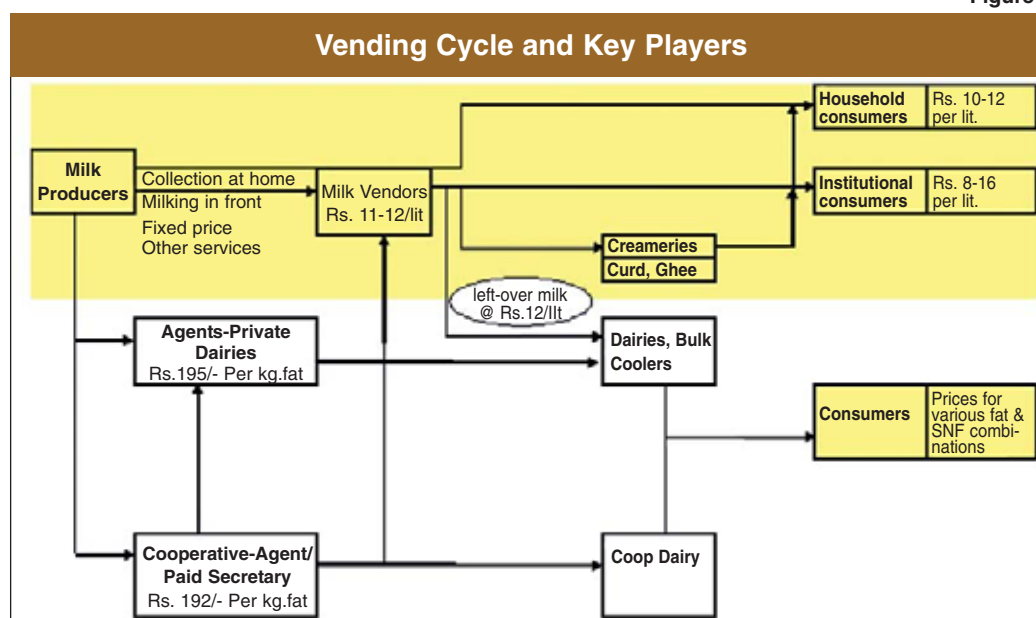 Figure
Vending Cycle and Key Players
Household
consumers
Rs. 10-12
per lit.
Milk
Producers
Collection at home
Milking in front
Fixed price
Other services
Milk Vendors
Rs. 11-12/lit
Institutional
consumers
Rs. 8-16
per lit.
Creameries
Curd, Ghee
left-over milk
@ Rs.12/llt
Agents-Private
Dairies
Rs.195/- Per kg.fat
Dairies, Bulk
Coolers
Consumers
Prices for
various fat &
SNF combi-
nations
Cooperative-Agent/
Paid Secretary
Rs. 192/- Per kg.fat
Coop Dairy